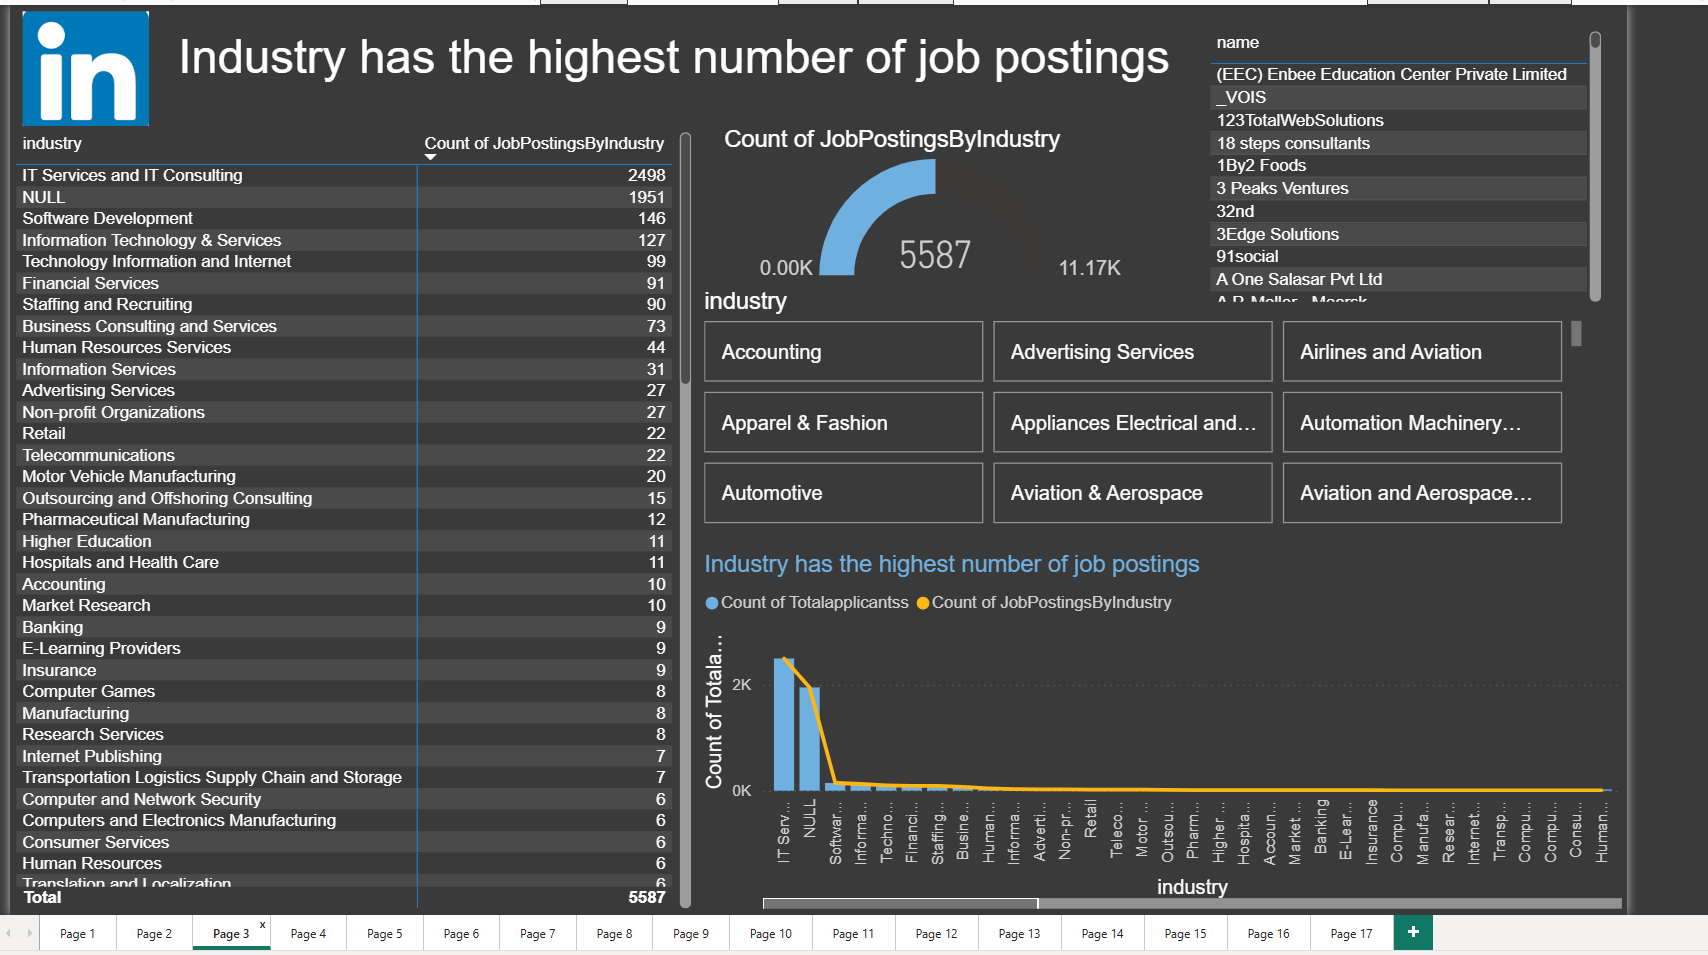 in
Industry has the highest number of job postings
industry Count of JobPostingsByIndustry
IT Services and IT Consulting 2498
NULL 1951
Software Development 146
Information Technology & Services 127
Technology Information and Internet 99
Financial Services 91
Staffing and Recruiting 90
Business Consulting and Services 73
Human Resources Services 44
Information Services 31
Advertising Services 27
Non-profit Organizations 27
Retail 22
Telecommunications 22
Motor Vehicle Manufacturing 20
Outsourcing and Offshoring Consulting 15
Pharmaceutical Manufacturing 12
Higher Education 11
Hospitals and Health Care 11
Accounting 10
Market Research 10
Banking 9
E-Learning Providers 9
Insurance 9
Computer Games 8
Manufacturing 8
Research Services 8
Internet Publishing 7
Transportation Logistics Supply Chain and Storage 7
Computer and Network Security 6
Computers and Electronics Manufacturing 6
Consumer Services 6
Human Resources 6
Translation and Localization 6
Total 5587
Count of JobPostingsByIndustry
0.00K 5587 11.17K
name
(EEC) Enbee Education Center Private Limited
_VOIS
123TotalWebSolutions
18 steps consultants
1By2 Foods
3 Peaks Ventures
32nd
3Edge Solutions
91social
A One Salasar Pvt Ltd
A.P. Moller - Maersk
industry
Accounting Advertising Services Airlines and Aviation
Apparel & Fashion Appliances Electrical and... Automation Machinery...
Automotive Aviation & Aerospace Aviation and Aerospace...
Industry has the highest number of job postings
Count of Totalapplicantss Count of JobPostingsByIndustry
Count of Totala...
2K
0K
IT Serv...
NULL
Softwar...
Informa...
Techno...
Financi...
Staffing...
Busine...
Human...
Informa...
Adverti...
Non-pr...
Retail
Teleco...
Motor ...
Outsou...
Pharm...
Higher ...
Hospita...
Accoun...
Market ...
Banking
E-Lear...
Insurance
Compu...
Manufa...
Resear...
Internet...
Transp...
Compu...
Compu...
Consu...
Human...
industry
Page 1 Page 2 Page 3 x Page 4 Page 5 Page 6 Page 7 Page 8 Page 9 Page 10 Page 11 Page 12 Page 13 Page 14 Page 15 Page 16 Page 17 +